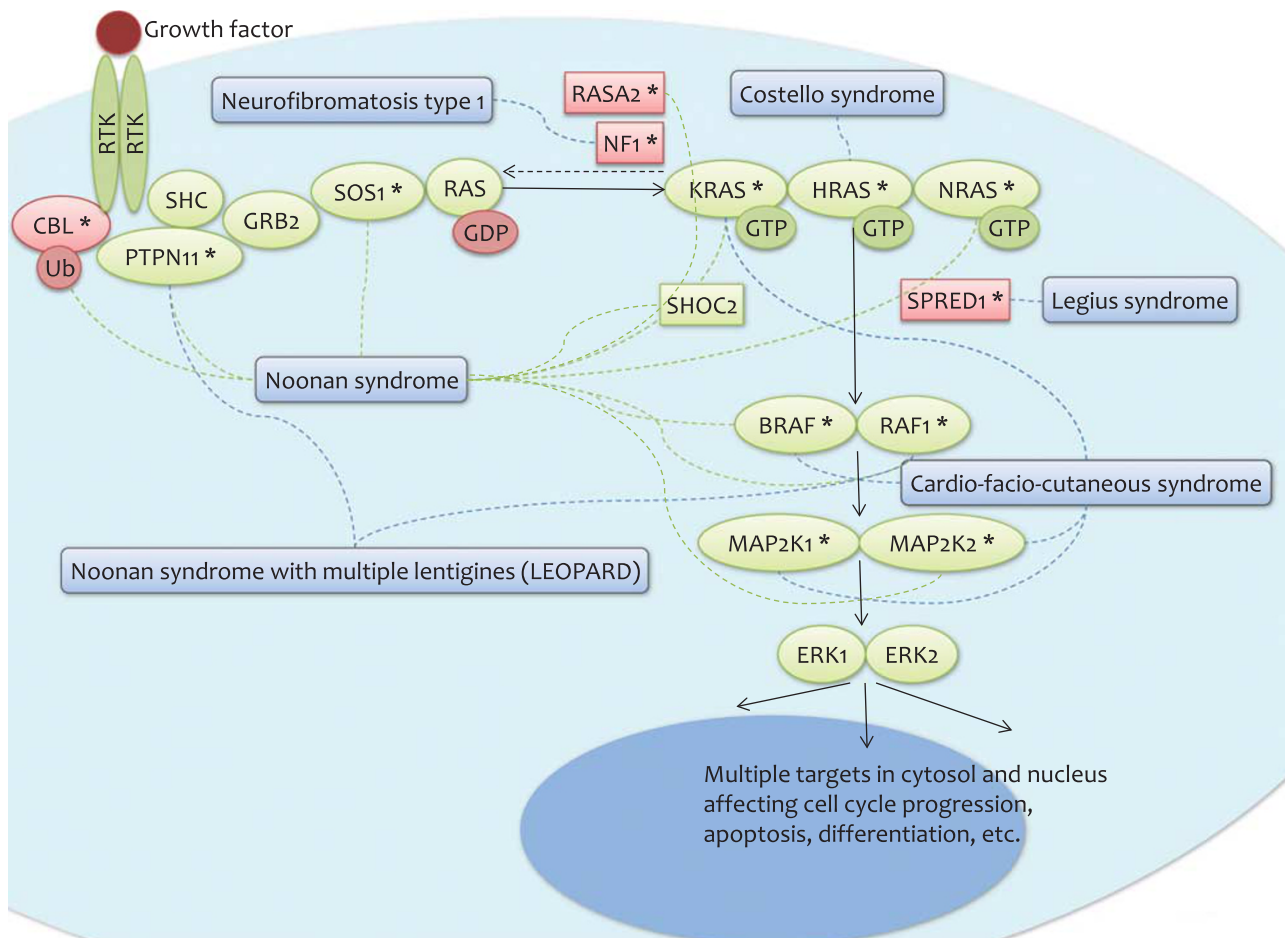 Growth factor
RTK
RTK
Neurofibromatosis type 1
RASA2 *
Costello syndrome
NF1 *
SHC
SOS1 *
RAS
KRAS *
HRAS *
NRAS *
CBL *
GRB2
GDP
GTP
GTP
GTP
PTPN11 *
Ub
SHOC2
SPRED1 *
Legius syndrome
Noonan syndrome
BRAF *
RAF1 *
Cardio-facio-cutaneous syndrome
MAP2K1 *
MAP2K2 *
Noonan syndrome with multiple lentigines (LEOPARD)
ERK1
ERK2
Multiple targets in cytosol and nucleus
affecting cell cycle progression,
apoptosis, differentiation, etc.